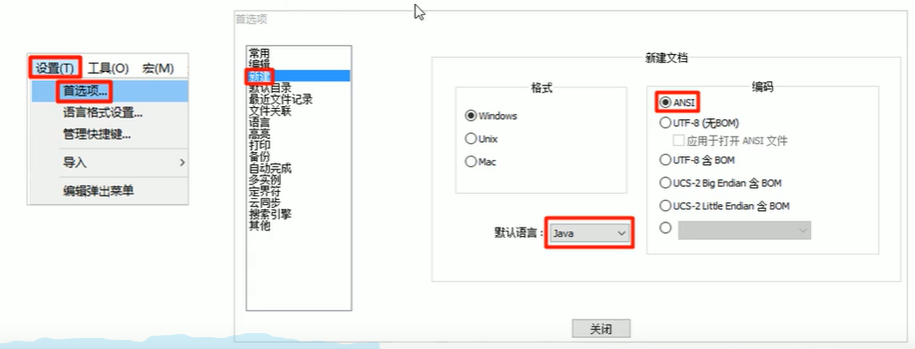 设置(T) 工具(O) 宏(M)
首选项...
语言格式设置...
管理快捷键...
导入
编辑弹出菜单
首选项
常用
编辑
新建
默认目录
最近文件记录
文件关联
语言
高亮
打印
备份
自动完成
多实例
定界符
云同步
搜索引擎
其他
新建文档
格式
Windows
Unix
Mac
默认语言：
Java
编码
ANSI
UTF-8 (无BOM)
应用于打开 ANSI 文件
UTF-8 含 BOM
UCS-2 Big Endian 含 BOM
UCS-2 Little Endian 含 BOM
关闭